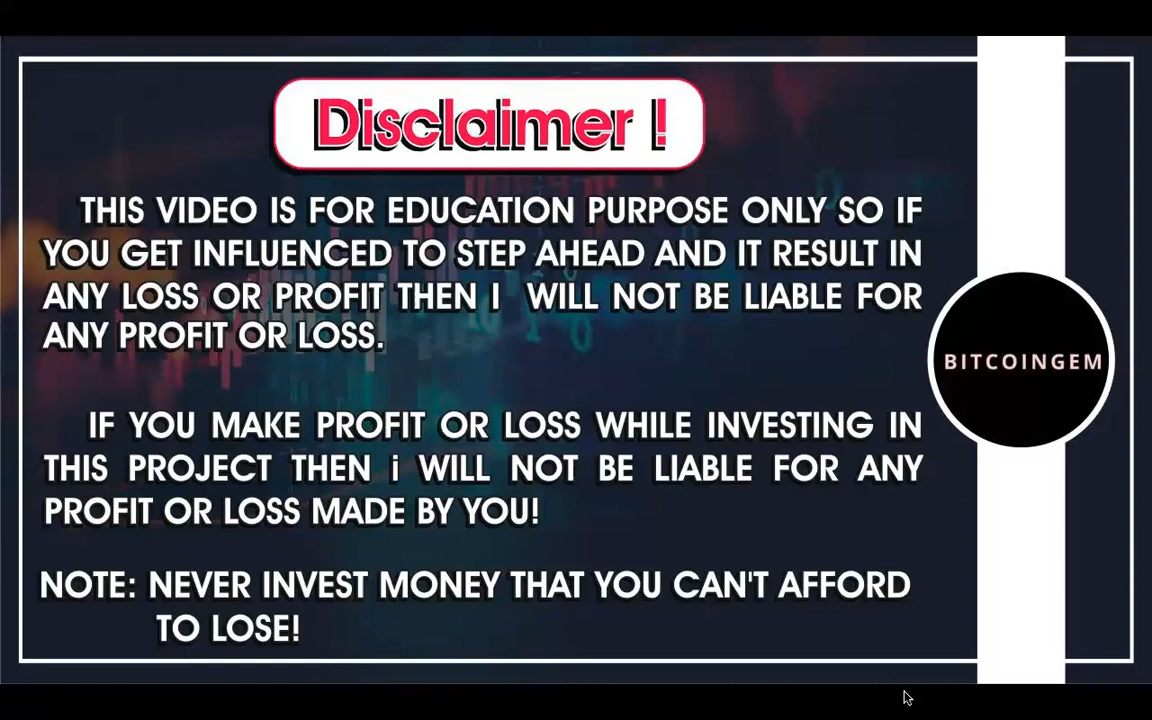 Disclaimer !
THIS VIDEO IS FOR EDUCATION PURPOSE ONLY SO IF
YOU GET INFLUENCED TO STEP AHEAD AND IT RESULT IN
ANY LOSS OR PROFIT THEN I WILL NOT BE LIABLE FOR
ANY PROFIT OR LOSS.
BITCOINGEM
IF YOU MAKE PROFIT OR LOSS WHILE INVESTING IN
THIS PROJECT THEN i WILL NOT BE LIABLE FOR ANY
PROFIT OR LOSS MADE BY YOU!
NOTE: NEVER INVEST MONEY THAT YOU CAN'T AFFORD
TO LOSE!